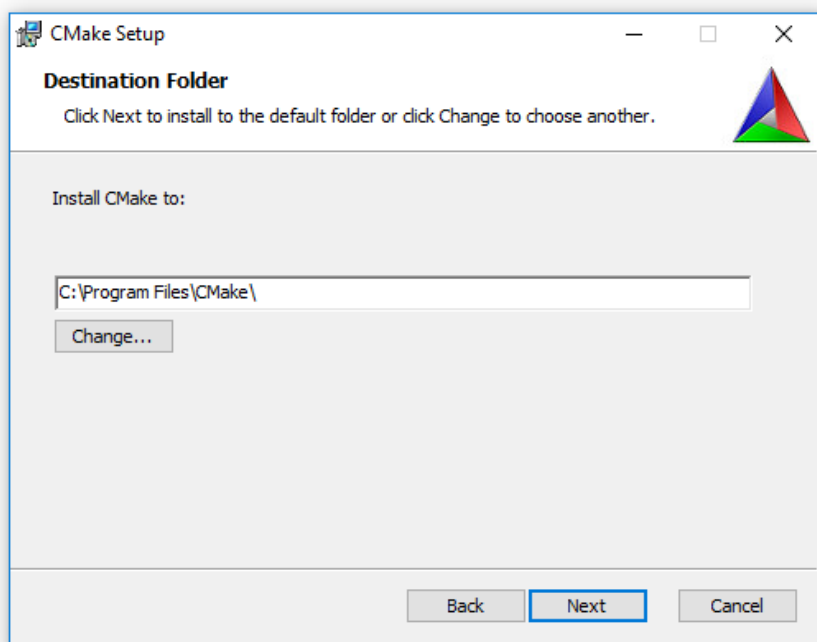 CMake Setup
Destination Folder
Click Next to install to the default folder or click Change to choose another.
Install CMake to:
C:\Program Files\CMake\
Change...
Back Next Cancel